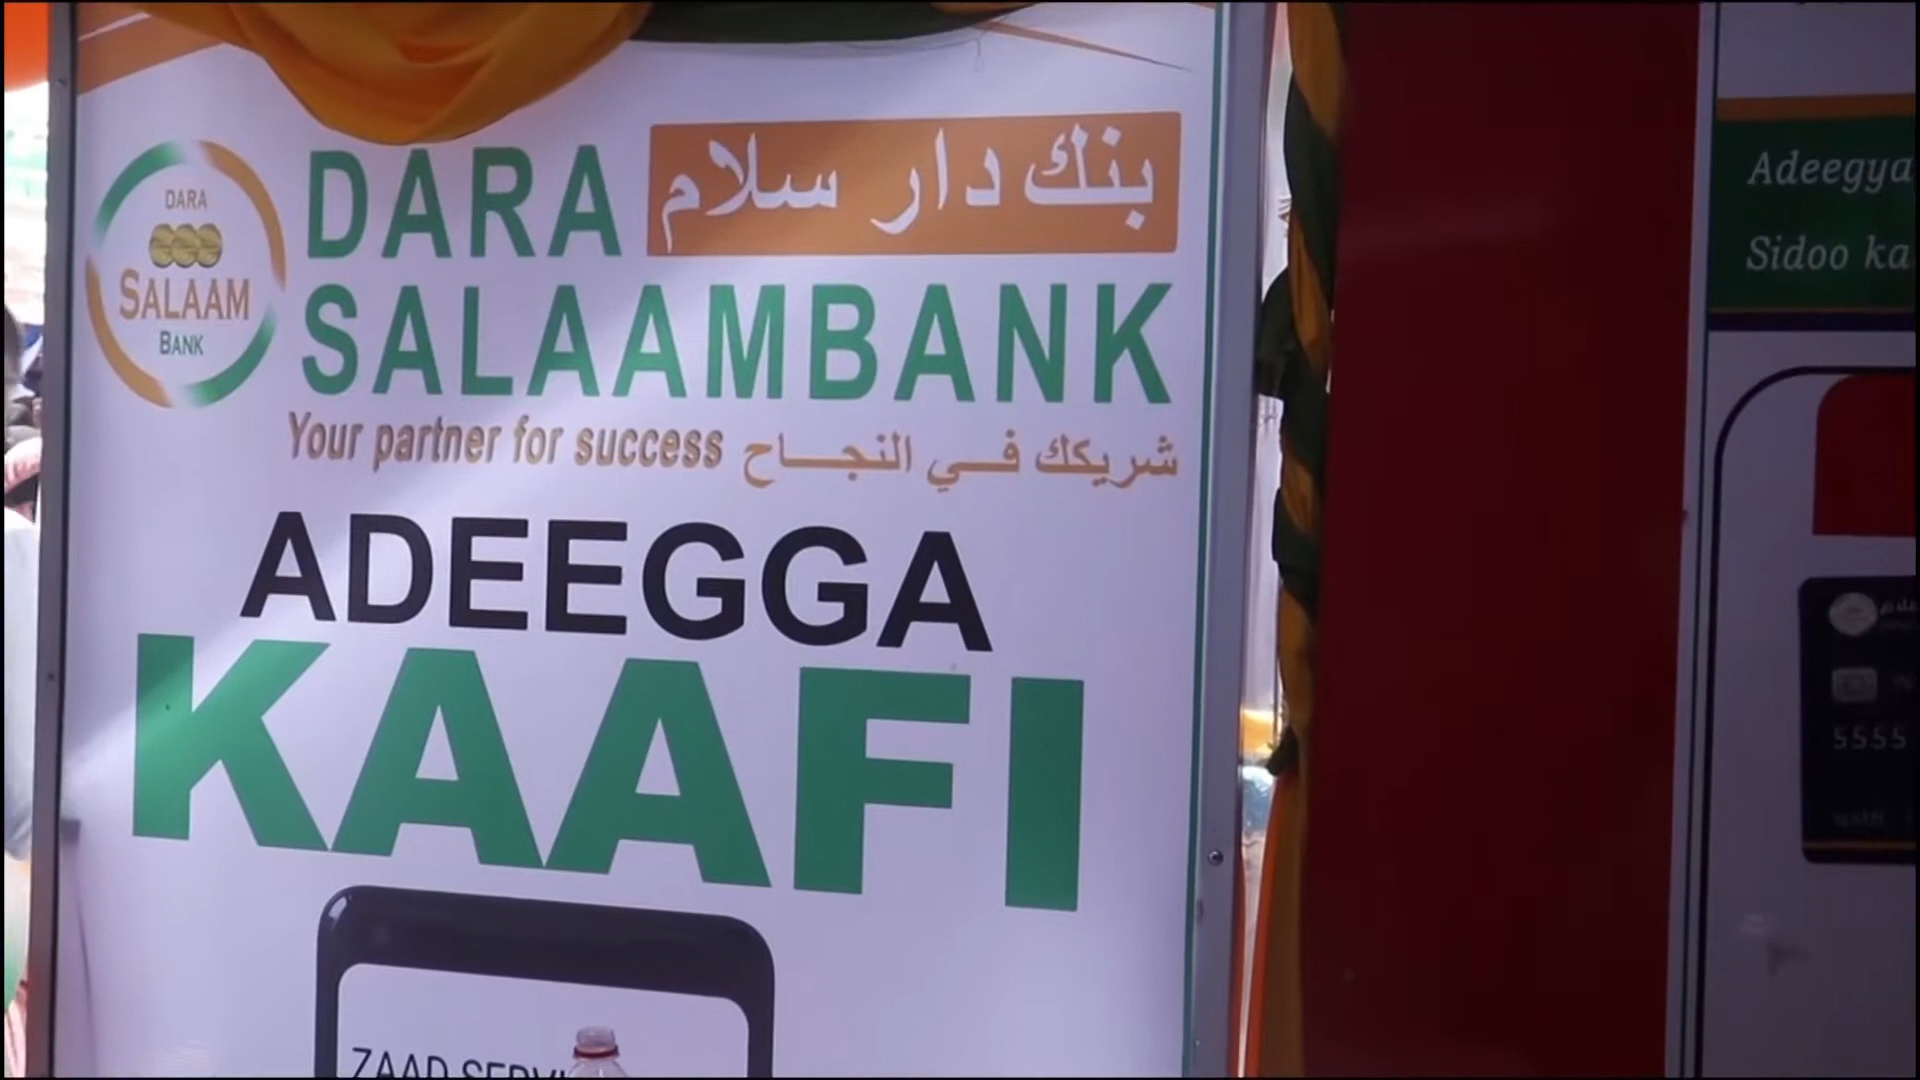 DARA
SALAAM
BANK
DARA بنك دار سلام
SALAAMBANK
Your partner for success شريكك في النجاح
ADEEGGA
KAAFI
ZAAD
Adeegya
Sidoo ka
5555